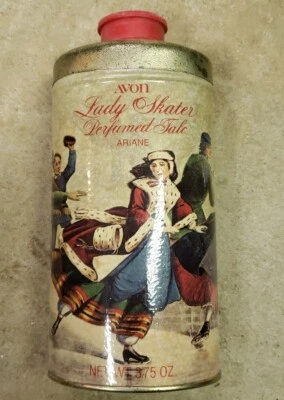 AVON
Lady Skater
Perfumed Talc
ARIANE
NET WT 3.75 OZ.